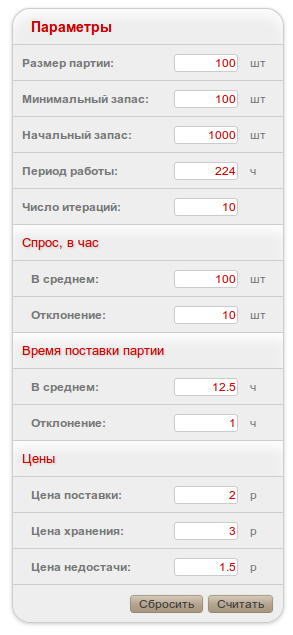 Параметры
Размер партии: 100 шт
Минимальный запас: 100 шт
Начальный запас: 1000 шт
Период работы: 224 ч
Число итераций: 10
Спрос, в час
В среднем: 100 шт
Отклонение: 10 шт
Время поставки партии
В среднем: 12.5 ч
Отклонение: 1 ч
Цены
Цена поставки: 2 р
Цена хранения: 3 р
Цена недостачи: 1.5 р
Сбросить Считать